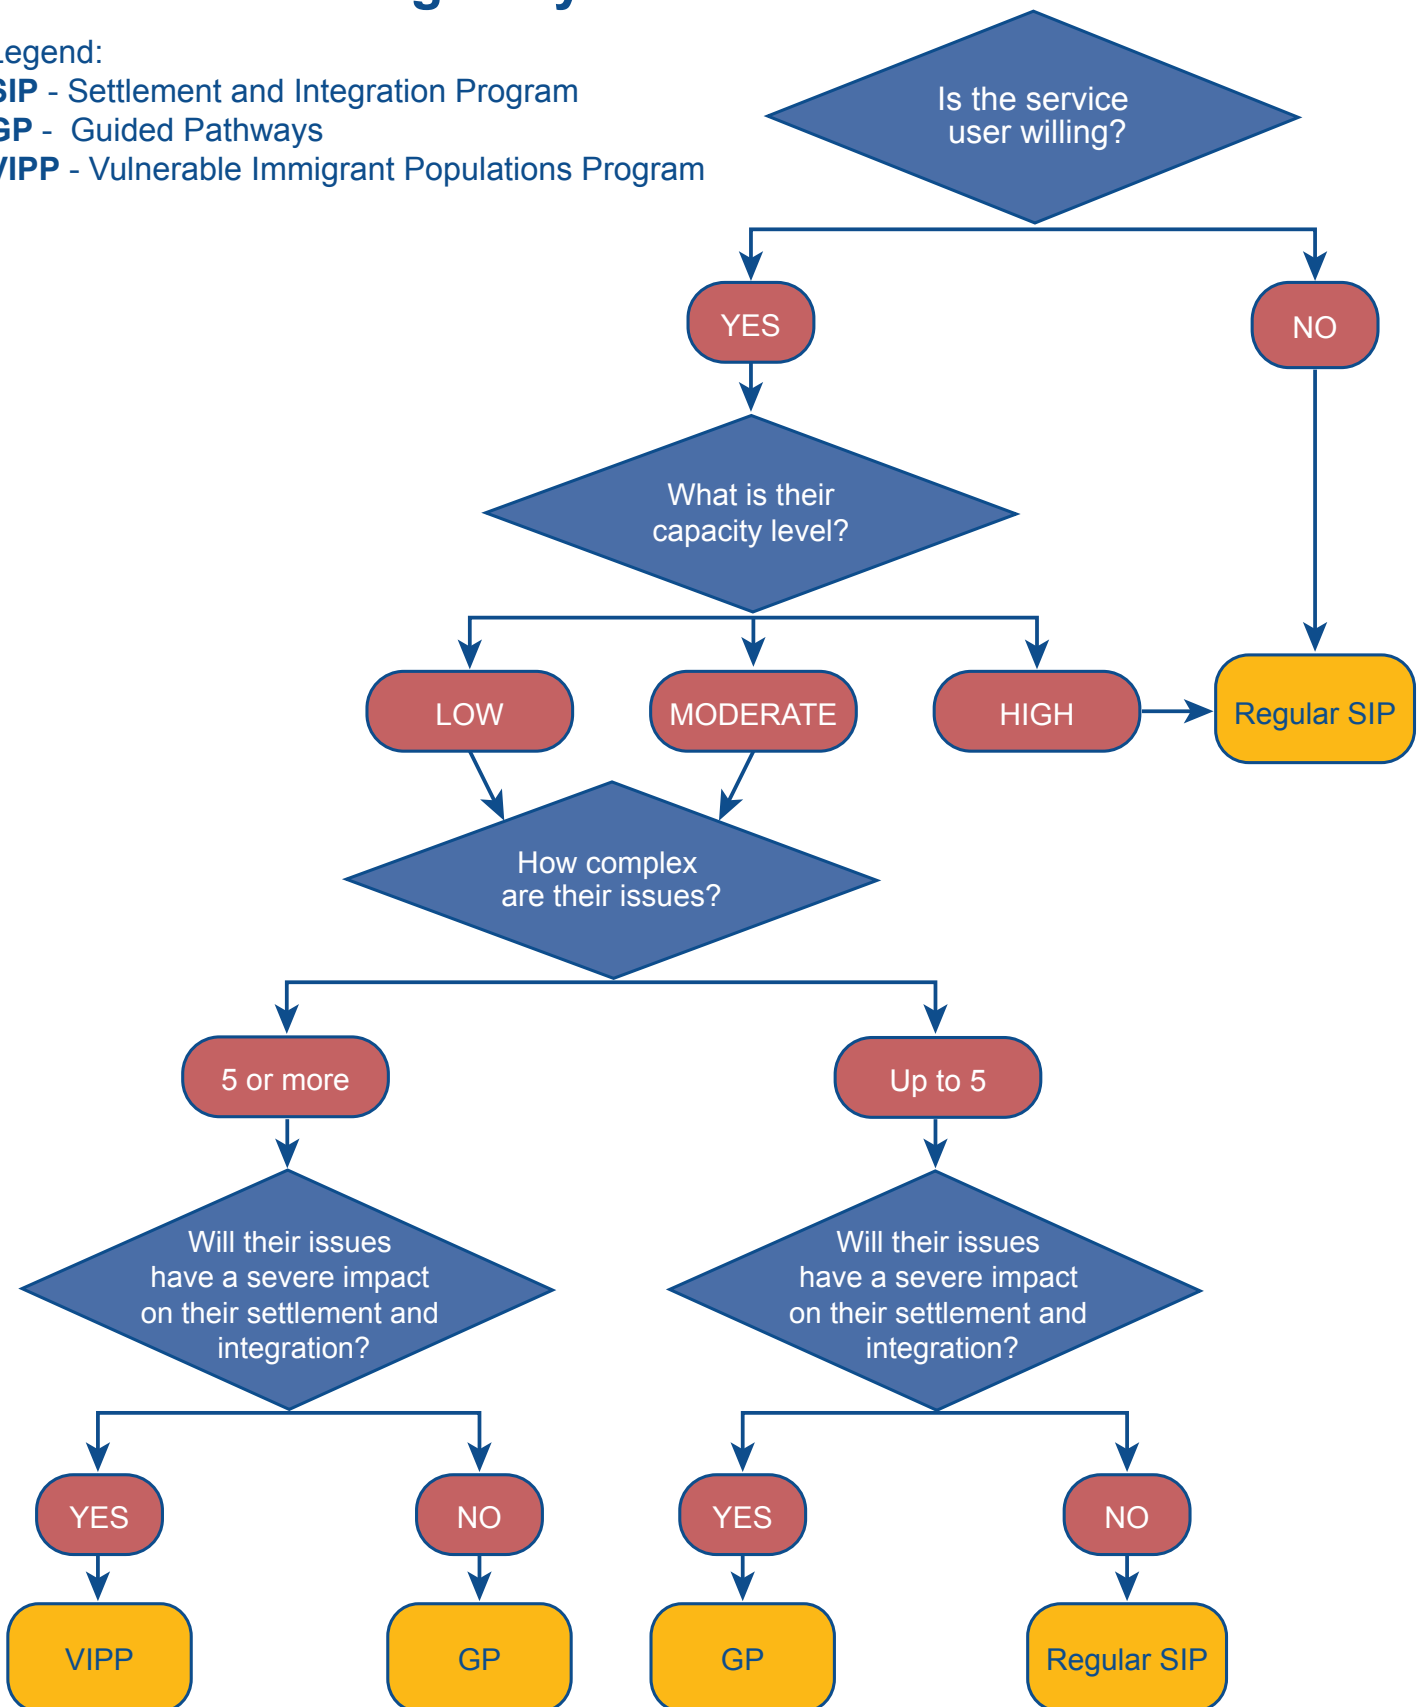 Legend:
SIP - Settlement and Integration Program
GP - Guided Pathways
VIPP - Vulnerable Immigrant Populations Program
Is the service
user willing?
YES
NO
What is their
capacity level?
LOW
MODERATE
HIGH
Regular SIP
How complex
are their issues?
5 or more
Up to 5
Will their issues
have a severe impact
on their settlement and
integration?
Will their issues
have a severe impact
on their settlement and
integration?
YES
NO
YES
NO
VIPP
GP
GP
Regular SIP